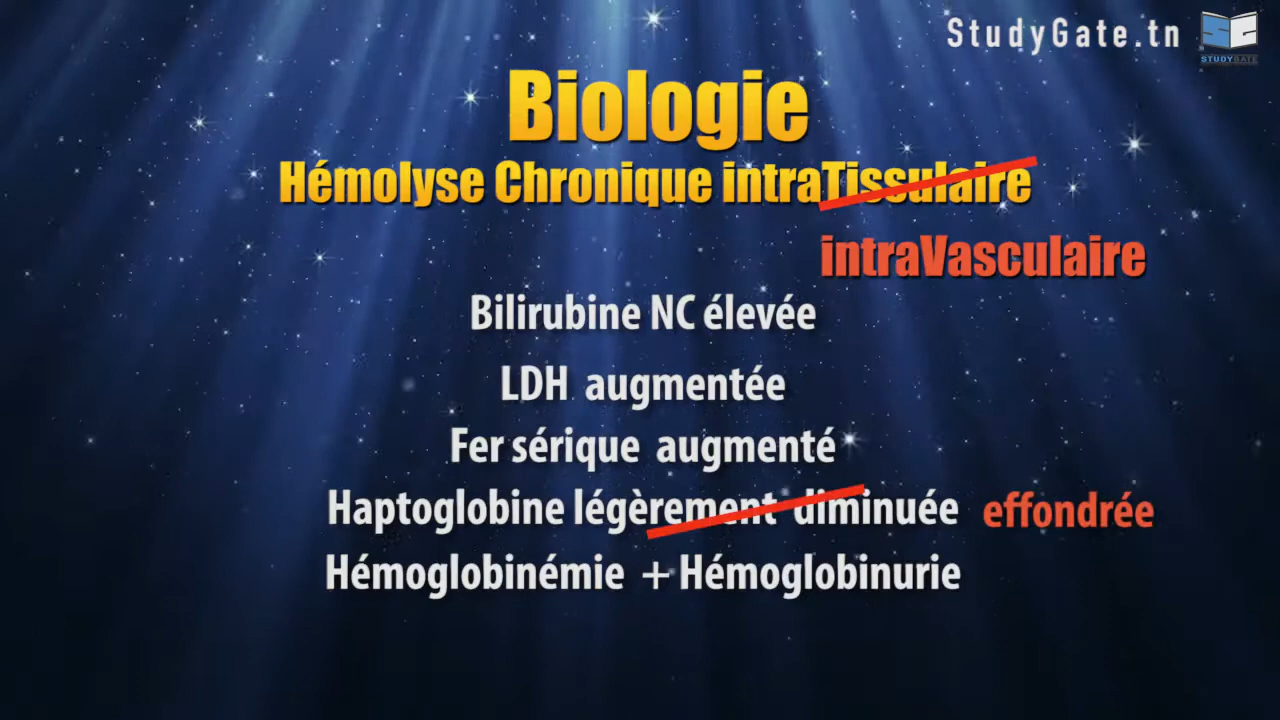 StudyGate.tn
STUDYGATE
Biologie
Hémolyse Chronique intraTissulaire
intraVasculaire
Bilirubine NC élevée
LDH augmentée
Fer sérique augmenté
Haptoglobine légèrement diminuée effondrée
Hémoglobinémie + Hémoglobinurie